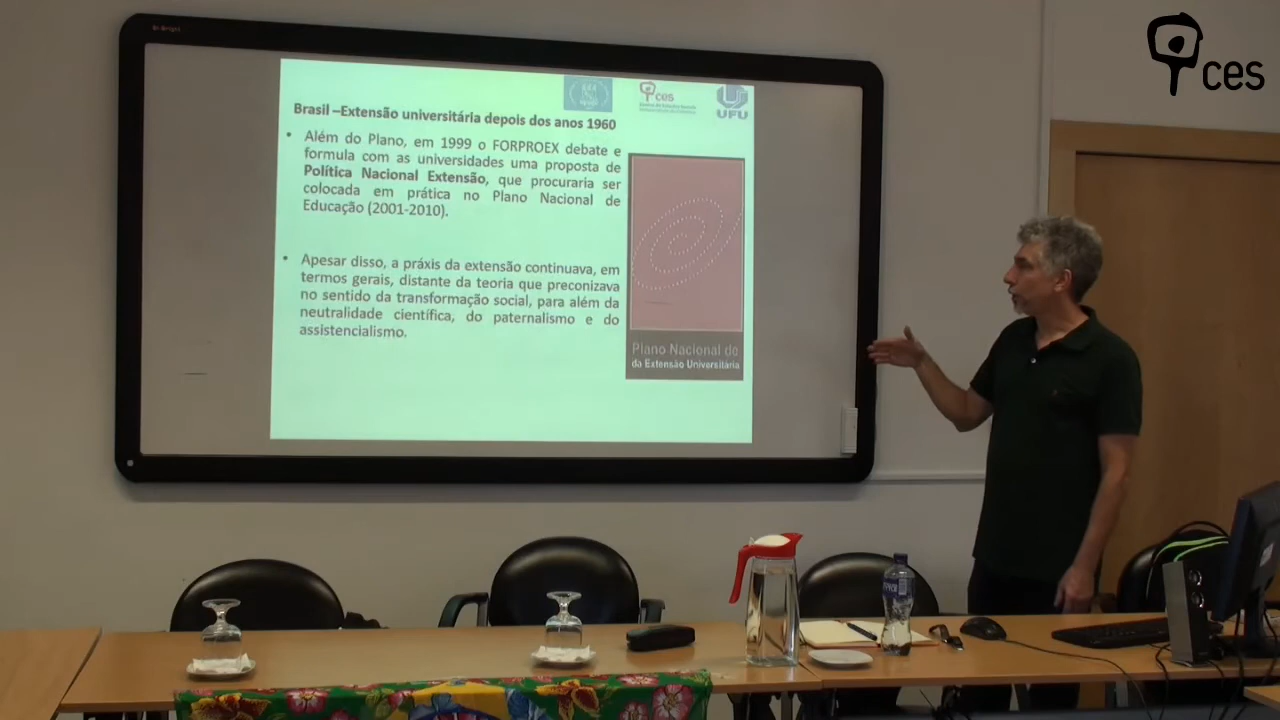 ces
ces
UFU
Brasil –Extensão universitária depois dos anos 1960
• Além do Plano, em 1999 o FORPROEX debate e
formula com as universidades uma proposta de
Política Nacional Extensão, que procuraria ser
colocada em prática no Plano Nacional de
Educação (2001-2010).
• Apesar disso, a práxis da extensão continuava, em
termos gerais, distante da teoria que preconizava
no sentido da transformação social, para além da
neutralidade científica, do paternalismo e do
assistencialismo.
Plano Nacional de
da Extensão Universitária